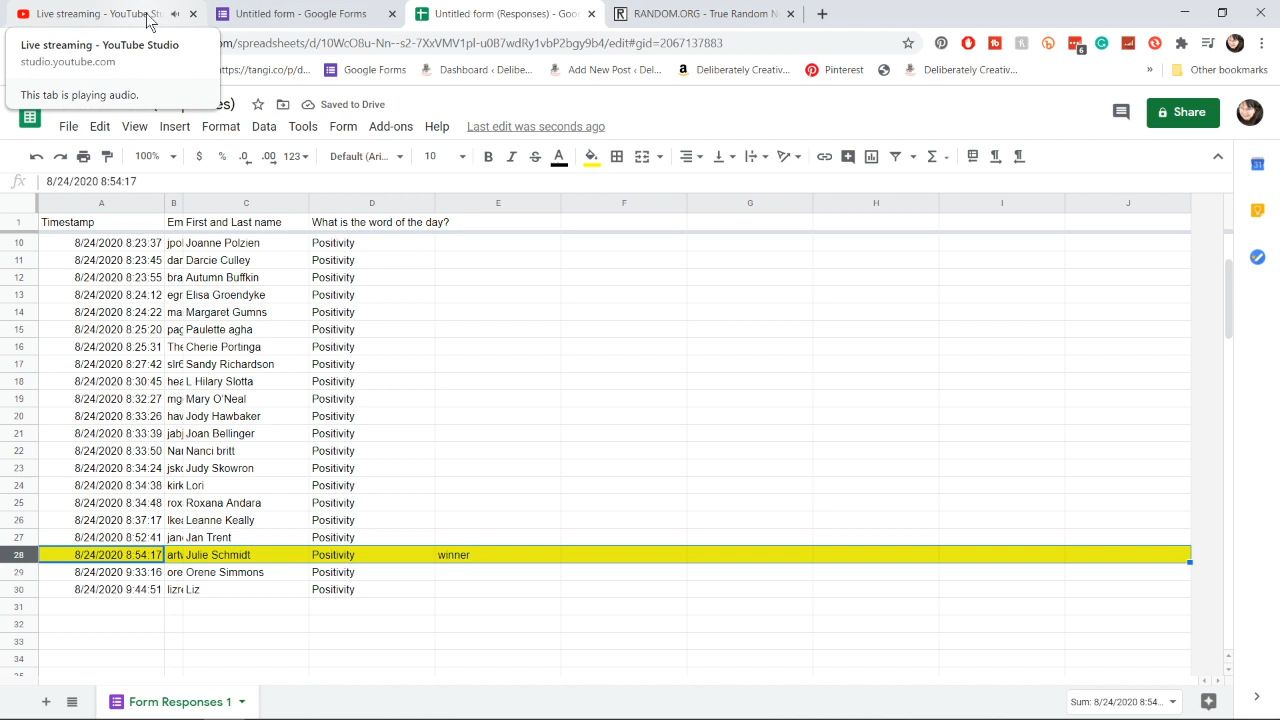 Live streaming - YouTube Stu
Untitled form - Google Forms
Untitled form (Responses) - Goo
RANDOM.ORG - True Random N
Live streaming - YouTube Studio
studio.youtube.com
This tab is playing audio.
om/spreadsheets/d/10WcO8u-Nn--s2-7XxVMV1pl-u0B7wdRy1vbP2bgy9b4/edit#gid=2067137883
6
ttps://tangi.co/p/d...
Google Forms
Dashboard ‹ Delibe...
Add New Post ‹ Del...
Deliberately Creativ...
Pinterest
Deliberately Creativ...
»
Other bookmarks
es)
Saved to Drive
File Edit View Insert Format Data Tools Form Add-ons Help Last edit was seconds ago
Share
100% $ % .0 .00 123 Default (Ari... 10 B I S A
31
fx 8/24/2020 8:54:17
A B C D E F G H I J
1 Timestamp Em First and Last name What is the word of the day?
10 8/24/2020 8:23:37 jpol Joanne Polzien Positivity
11 8/24/2020 8:23:45 dar Darcie Culley Positivity
12 8/24/2020 8:23:55 bra Autumn Buffkin Positivity
13 8/24/2020 8:24:12 egr Elisa Groendyke Positivity
14 8/24/2020 8:24:22 ma Margaret Gumns Positivity
15 8/24/2020 8:25:20 pag Paulette agha Positivity
16 8/24/2020 8:25:31 The Cherie Portinga Positivity
17 8/24/2020 8:27:42 slr6 Sandy Richardson Positivity
18 8/24/2020 8:30:45 hea L Hilary Slotta Positivity
19 8/24/2020 8:32:27 mg Mary O'Neal Positivity
20 8/24/2020 8:33:26 haw Jody Hawbaker Positivity
21 8/24/2020 8:33:39 jabj Joan Bellinger Positivity
22 8/24/2020 8:33:50 Nai Nanci britt Positivity
23 8/24/2020 8:34:24 jsko Judy Skowron Positivity
24 8/24/2020 8:34:38 kirk Lori Positivity
25 8/24/2020 8:34:48 rox Roxana Andara Positivity
26 8/24/2020 8:37:17 lkea Leanne Keally Positivity
27 8/24/2020 8:52:41 jane Jan Trent Positivity
28 8/24/2020 8:54:17 artw Julie Schmidt Positivity winner
29 8/24/2020 9:33:16 ore Orene Simmons Positivity
30 8/24/2020 9:44:51 lizre Liz Positivity
31
32
33
34
Form Responses 1
Sum: 8/24/2020 8:54...